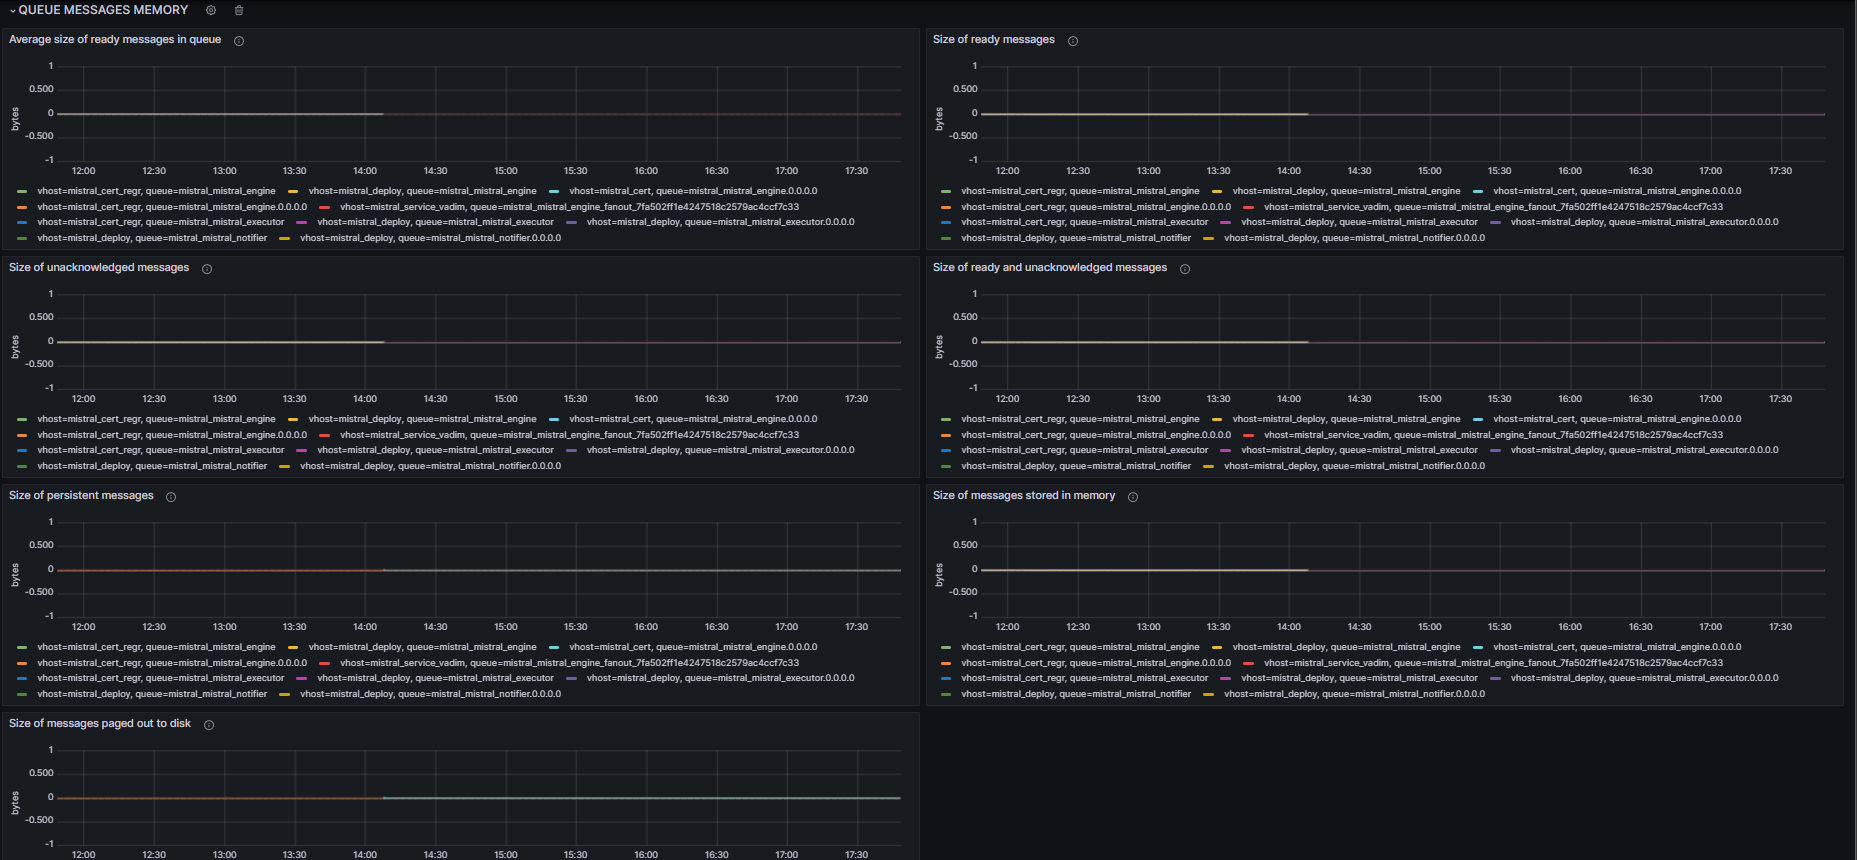 QUEUE MESSAGES MEMORY
Average size of ready messages in queue
1
0.500
0
-0.500
-1
bytes
12:00 12:30 13:00 13:30 14:00 14:30 15:00 15:30 16:00 16:30 17:00 17:30
vhost=mistral_cert_regr, queue=mistral_mistral_engine vhost=mistral_deploy, queue=mistral_mistral_engine vhost=mistral_cert, queue=mistral_mistral_engine.0.0.0.0
vhost=mistral_cert_regr, queue=mistral_mistral_engine.0.0.0.0 vhost=mistral_service_vadim, queue=mistral_mistral_engine_fanout_7fa502ff1e4247518c2579ac4ccf7c33
vhost=mistral_cert_regr, queue=mistral_mistral_executor vhost=mistral_deploy, queue=mistral_mistral_executor vhost=mistral_deploy, queue=mistral_mistral_executor.0.0.0.0
vhost=mistral_deploy, queue=mistral_mistral_notifier vhost=mistral_deploy, queue=mistral_mistral_notifier.0.0.0.0
Size of ready messages
1
0.500
0
-0.500
-1
bytes
12:00 12:30 13:00 13:30 14:00 14:30 15:00 15:30 16:00 16:30 17:00 17:30
vhost=mistral_cert_regr, queue=mistral_mistral_engine vhost=mistral_deploy, queue=mistral_mistral_engine vhost=mistral_cert, queue=mistral_mistral_engine.0.0.0.0
vhost=mistral_cert_regr, queue=mistral_mistral_engine.0.0.0.0 vhost=mistral_service_vadim, queue=mistral_mistral_engine_fanout_7fa502ff1e4247518c2579ac4ccf7c33
vhost=mistral_cert_regr, queue=mistral_mistral_executor vhost=mistral_deploy, queue=mistral_mistral_executor vhost=mistral_deploy, queue=mistral_mistral_executor.0.0.0.0
vhost=mistral_deploy, queue=mistral_mistral_notifier vhost=mistral_deploy, queue=mistral_mistral_notifier.0.0.0.0
Size of unacknowledged messages
1
0.500
0
-0.500
-1
bytes
12:00 12:30 13:00 13:30 14:00 14:30 15:00 15:30 16:00 16:30 17:00 17:30
vhost=mistral_cert_regr, queue=mistral_mistral_engine vhost=mistral_deploy, queue=mistral_mistral_engine vhost=mistral_cert, queue=mistral_mistral_engine.0.0.0.0
vhost=mistral_cert_regr, queue=mistral_mistral_engine.0.0.0.0 vhost=mistral_service_vadim, queue=mistral_mistral_engine_fanout_7fa502ff1e4247518c2579ac4ccf7c33
vhost=mistral_cert_regr, queue=mistral_mistral_executor vhost=mistral_deploy, queue=mistral_mistral_executor vhost=mistral_deploy, queue=mistral_mistral_executor.0.0.0.0
vhost=mistral_deploy, queue=mistral_mistral_notifier vhost=mistral_deploy, queue=mistral_mistral_notifier.0.0.0.0
Size of ready and unacknowledged messages
1
0.500
0
-0.500
-1
bytes
12:00 12:30 13:00 13:30 14:00 14:30 15:00 15:30 16:00 16:30 17:00 17:30
vhost=mistral_cert_regr, queue=mistral_mistral_engine vhost=mistral_deploy, queue=mistral_mistral_engine vhost=mistral_cert, queue=mistral_mistral_engine.0.0.0.0
vhost=mistral_cert_regr, queue=mistral_mistral_engine.0.0.0.0 vhost=mistral_service_vadim, queue=mistral_mistral_engine_fanout_7fa502ff1e4247518c2579ac4ccf7c33
vhost=mistral_cert_regr, queue=mistral_mistral_executor vhost=mistral_deploy, queue=mistral_mistral_executor vhost=mistral_deploy, queue=mistral_mistral_executor.0.0.0.0
vhost=mistral_deploy, queue=mistral_mistral_notifier vhost=mistral_deploy, queue=mistral_mistral_notifier.0.0.0.0
Size of persistent messages
1
0.500
0
-0.500
-1
bytes
12:00 12:30 13:00 13:30 14:00 14:30 15:00 15:30 16:00 16:30 17:00 17:30
vhost=mistral_cert_regr, queue=mistral_mistral_engine vhost=mistral_deploy, queue=mistral_mistral_engine vhost=mistral_cert, queue=mistral_mistral_engine.0.0.0.0
vhost=mistral_cert_regr, queue=mistral_mistral_engine.0.0.0.0 vhost=mistral_service_vadim, queue=mistral_mistral_engine_fanout_7fa502ff1e4247518c2579ac4ccf7c33
vhost=mistral_cert_regr, queue=mistral_mistral_executor vhost=mistral_deploy, queue=mistral_mistral_executor vhost=mistral_deploy, queue=mistral_mistral_executor.0.0.0.0
vhost=mistral_deploy, queue=mistral_mistral_notifier vhost=mistral_deploy, queue=mistral_mistral_notifier.0.0.0.0
Size of messages stored in memory
1
0.500
0
-0.500
-1
bytes
12:00 12:30 13:00 13:30 14:00 14:30 15:00 15:30 16:00 16:30 17:00 17:30
vhost=mistral_cert_regr, queue=mistral_mistral_engine vhost=mistral_deploy, queue=mistral_mistral_engine vhost=mistral_cert, queue=mistral_mistral_engine.0.0.0.0
vhost=mistral_cert_regr, queue=mistral_mistral_engine.0.0.0.0 vhost=mistral_service_vadim, queue=mistral_mistral_engine_fanout_7fa502ff1e4247518c2579ac4ccf7c33
vhost=mistral_cert_regr, queue=mistral_mistral_executor vhost=mistral_deploy, queue=mistral_mistral_executor vhost=mistral_deploy, queue=mistral_mistral_executor.0.0.0.0
vhost=mistral_deploy, queue=mistral_mistral_notifier vhost=mistral_deploy, queue=mistral_mistral_notifier.0.0.0.0
Size of messages paged out to disk
1
0.500
0
-0.500
-1
bytes
12:00 12:30 13:00 13:30 14:00 14:30 15:00 15:30 16:00 16:30 17:00 17:30